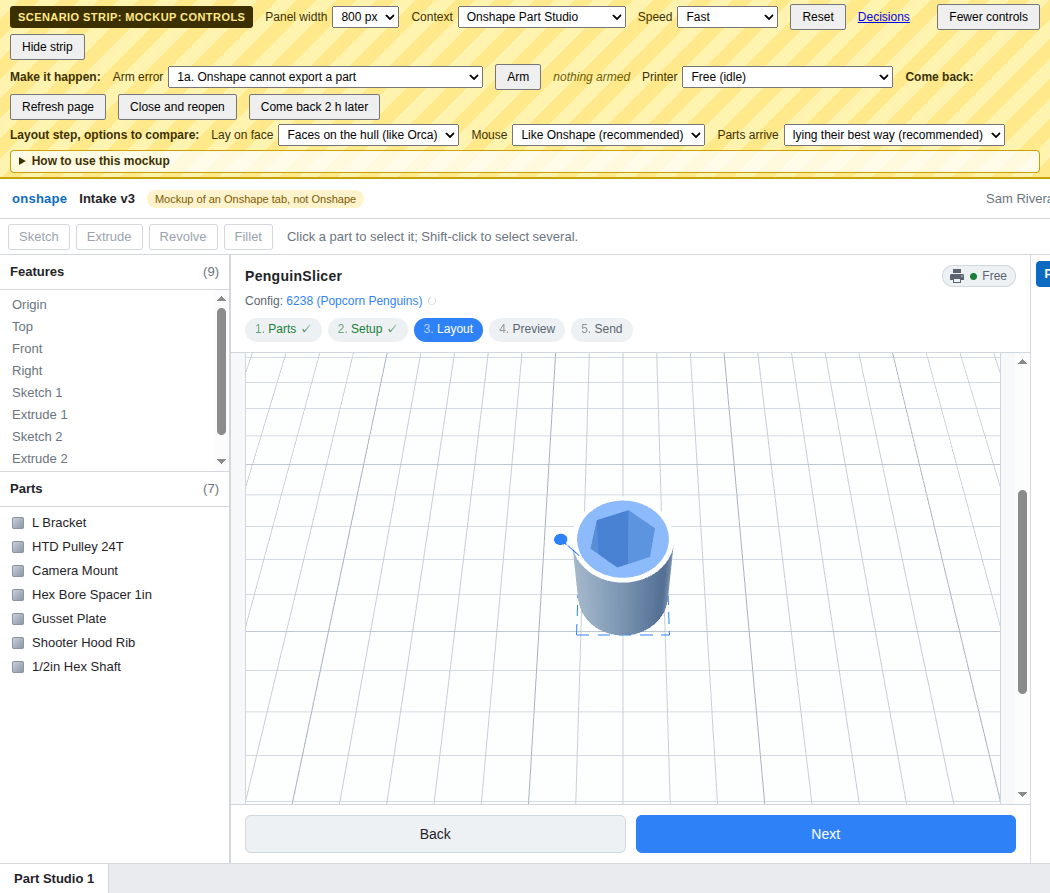 SCENARIO STRIP: MOCKUP CONTROLS Panel width 800 px Context Onshape Part Studio Speed Fast Reset Decisions Fewer controls
Hide strip
Make it happen: Arm error 1a. Onshape cannot export a part Arm nothing armed Printer Free (idle) Come back:
Refresh page Close and reopen Come back 2 h later
Layout step, options to compare: Lay on face Faces on the hull (like Orca) Mouse Like Onshape (recommended) Parts arrive lying their best way (recommended)
How to use this mockup
onshape Intake v3 Mockup of an Onshape tab, not Onshape Sam Rivera
Sketch Extrude Revolve Fillet Click a part to select it; Shift-click to select several.
Features (9)
Origin
Top
Front
Right
Sketch 1
Extrude 1
Sketch 2
Extrude 2
Parts (7)
L Bracket
HTD Pulley 24T
Camera Mount
Hex Bore Spacer 1in
Gusset Plate
Shooter Hood Rib
1/2in Hex Shaft
PenguinSlicer Free
Config: 6238 (Popcorn Penguins)
1. Parts ✓ 2. Setup ✓ 3. Layout 4. Preview 5. Send
Back Next
Part Studio 1